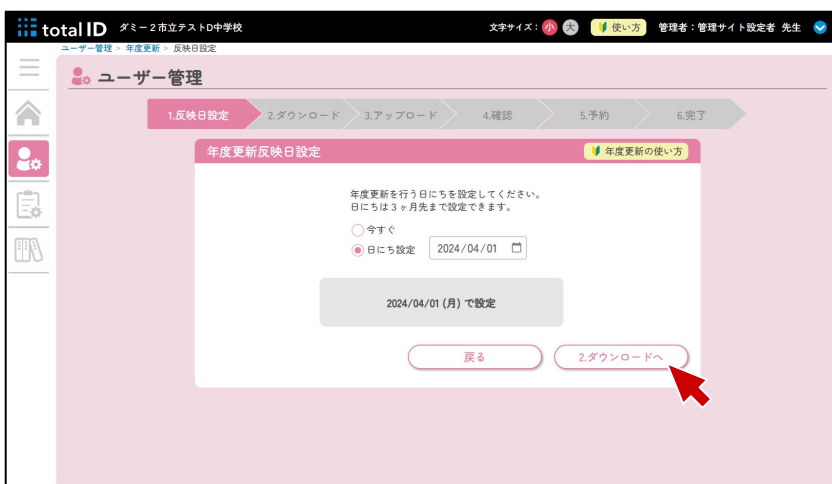 total ID ダミー2市立テストD中学校 文字サイズ：小 大 使い方 管理者：管理サイト設定者 先生
ユーザー管理 > 年度更新 > 反映日設定
ユーザー管理
1.反映日設定 2.ダウンロード 3.アップロード 4.確認 5.予約 6.完了
年度更新反映日設定 年度更新の使い方
年度更新を行う日にちを設定してください。
日にちは3ヶ月先まで設定できます。
今すぐ
日にち設定 2024/04/01
2024/04/01 (月) で設定
戻る 2.ダウンロードへ